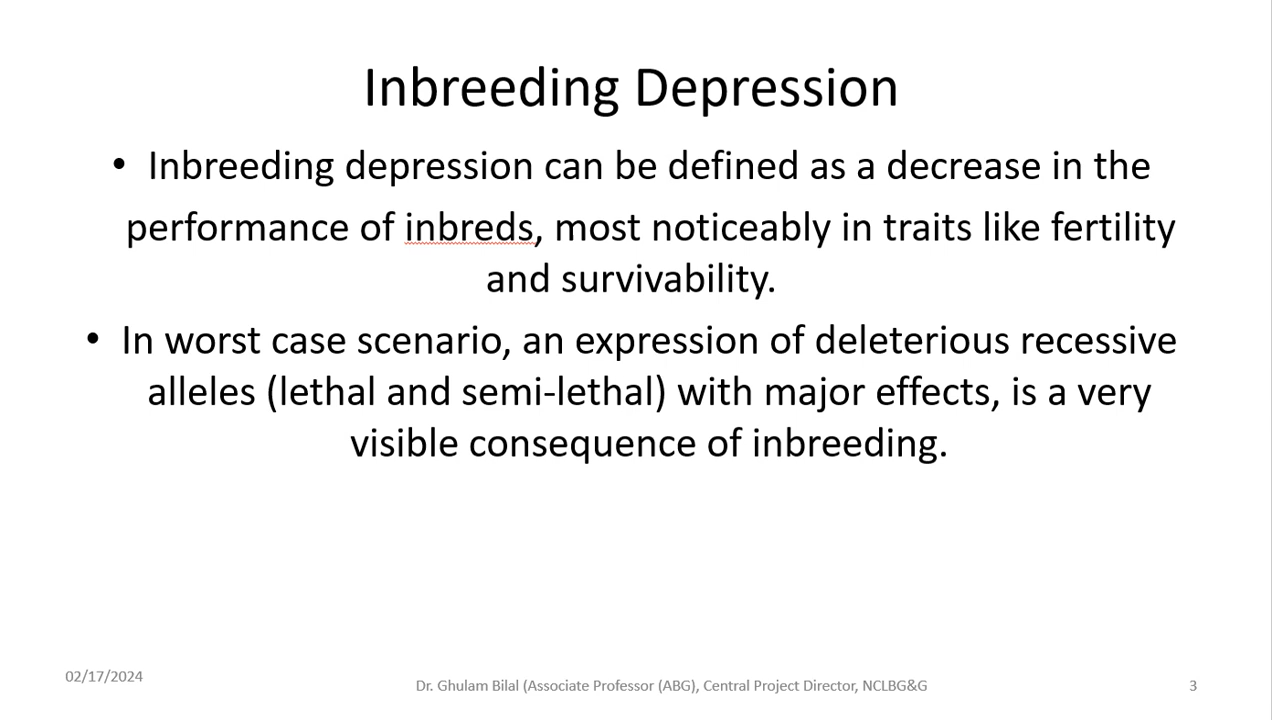 Inbreeding Depression
• Inbreeding depression can be defined as a decrease in the
performance of inbreds, most noticeably in traits like fertility
and survivability.
• In worst case scenario, an expression of deleterious recessive
alleles (lethal and semi-lethal) with major effects, is a very
visible consequence of inbreeding.
02/17/2024
Dr. Ghulam Bilal (Associate Professor (ABG), Central Project Director, NCLBG&G
3